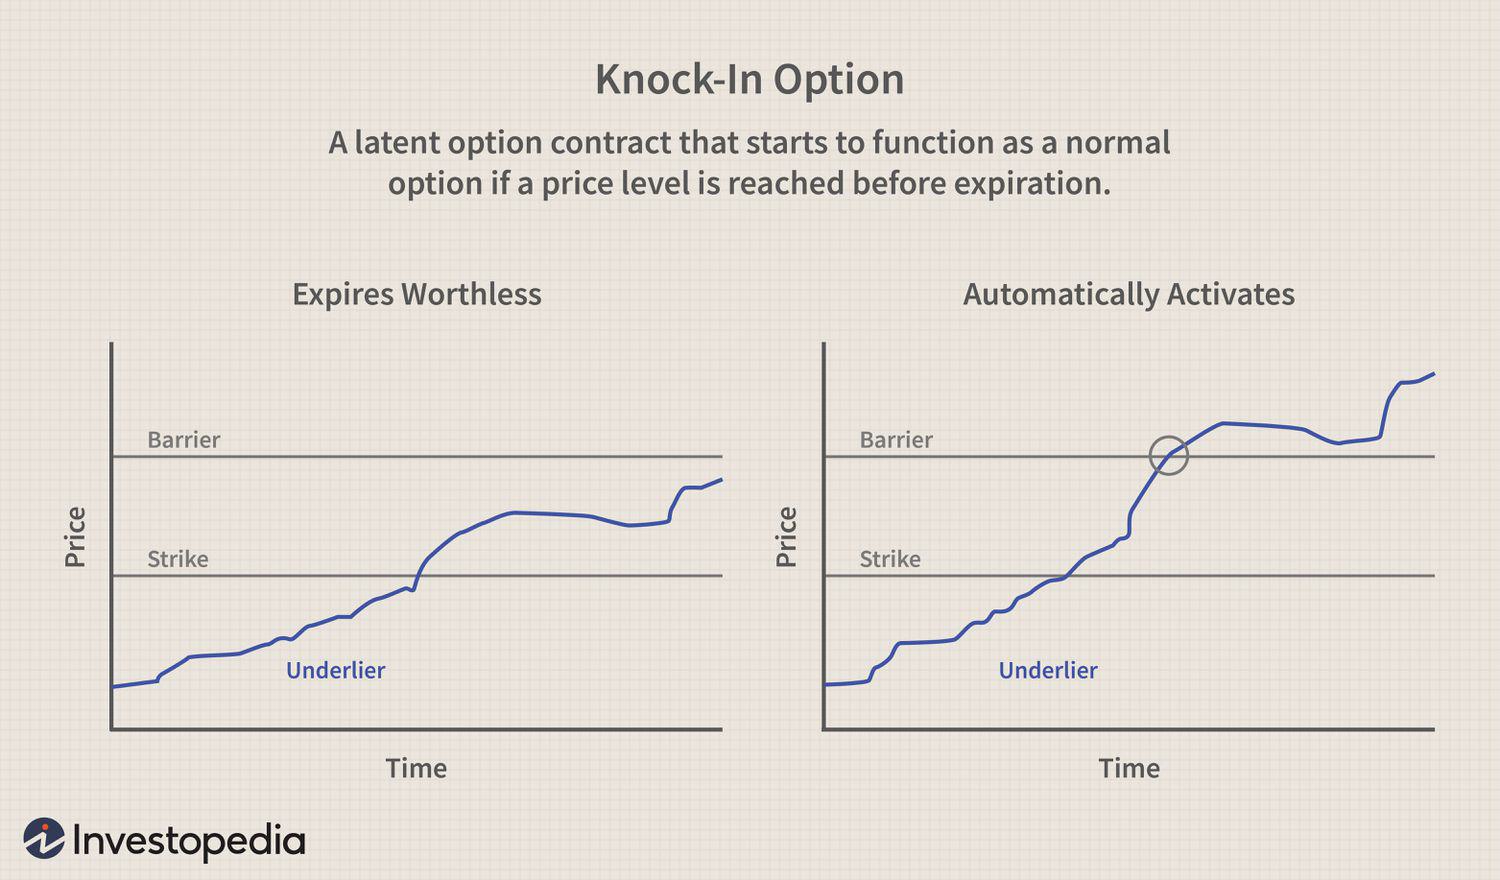 Knock-In Option
A latent option contract that starts to function as a normal
option if a price level is reached before expiration.
Expires Worthless
Barrier
Strike
Price
Underlier
Time
Automatically Activates
Barrier
Strike
Price
Underlier
Time
Investopedia